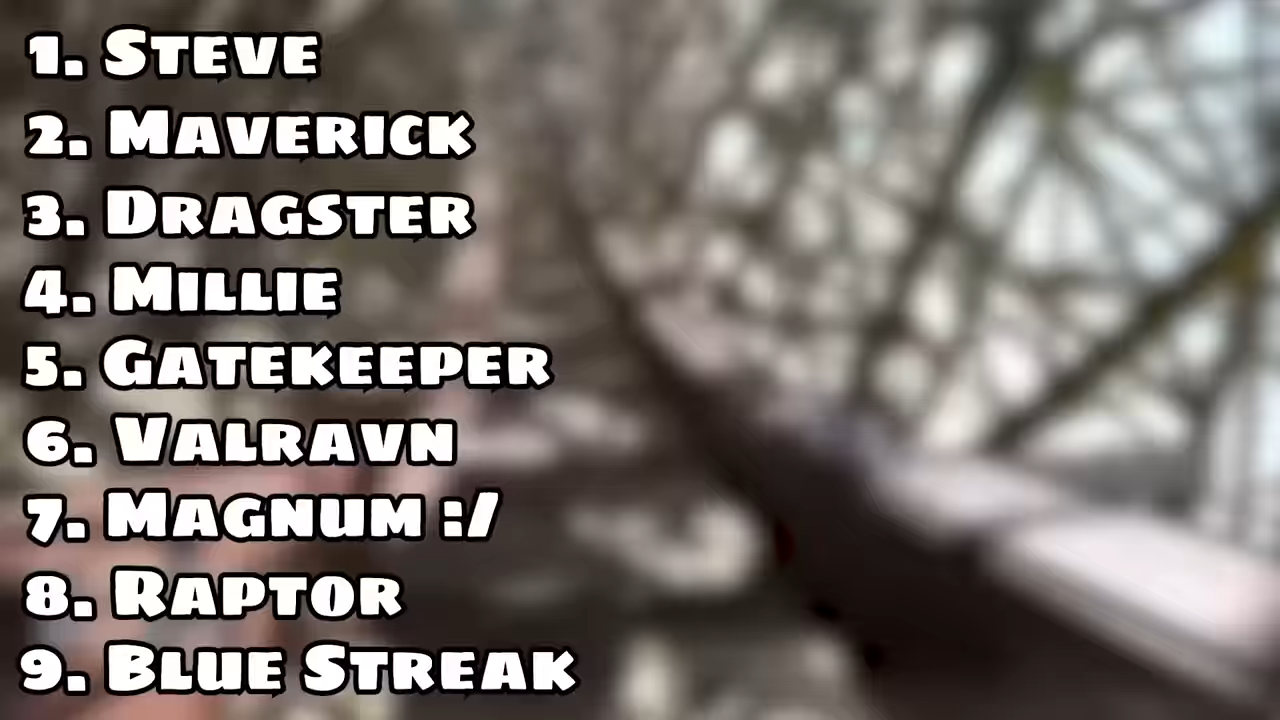 1. Steve
2. Maverick
3. Dragster
4. Millie
5. Gatekeeper
6. Valravn
7. Magnum :/
8. Raptor
9. Blue Streak